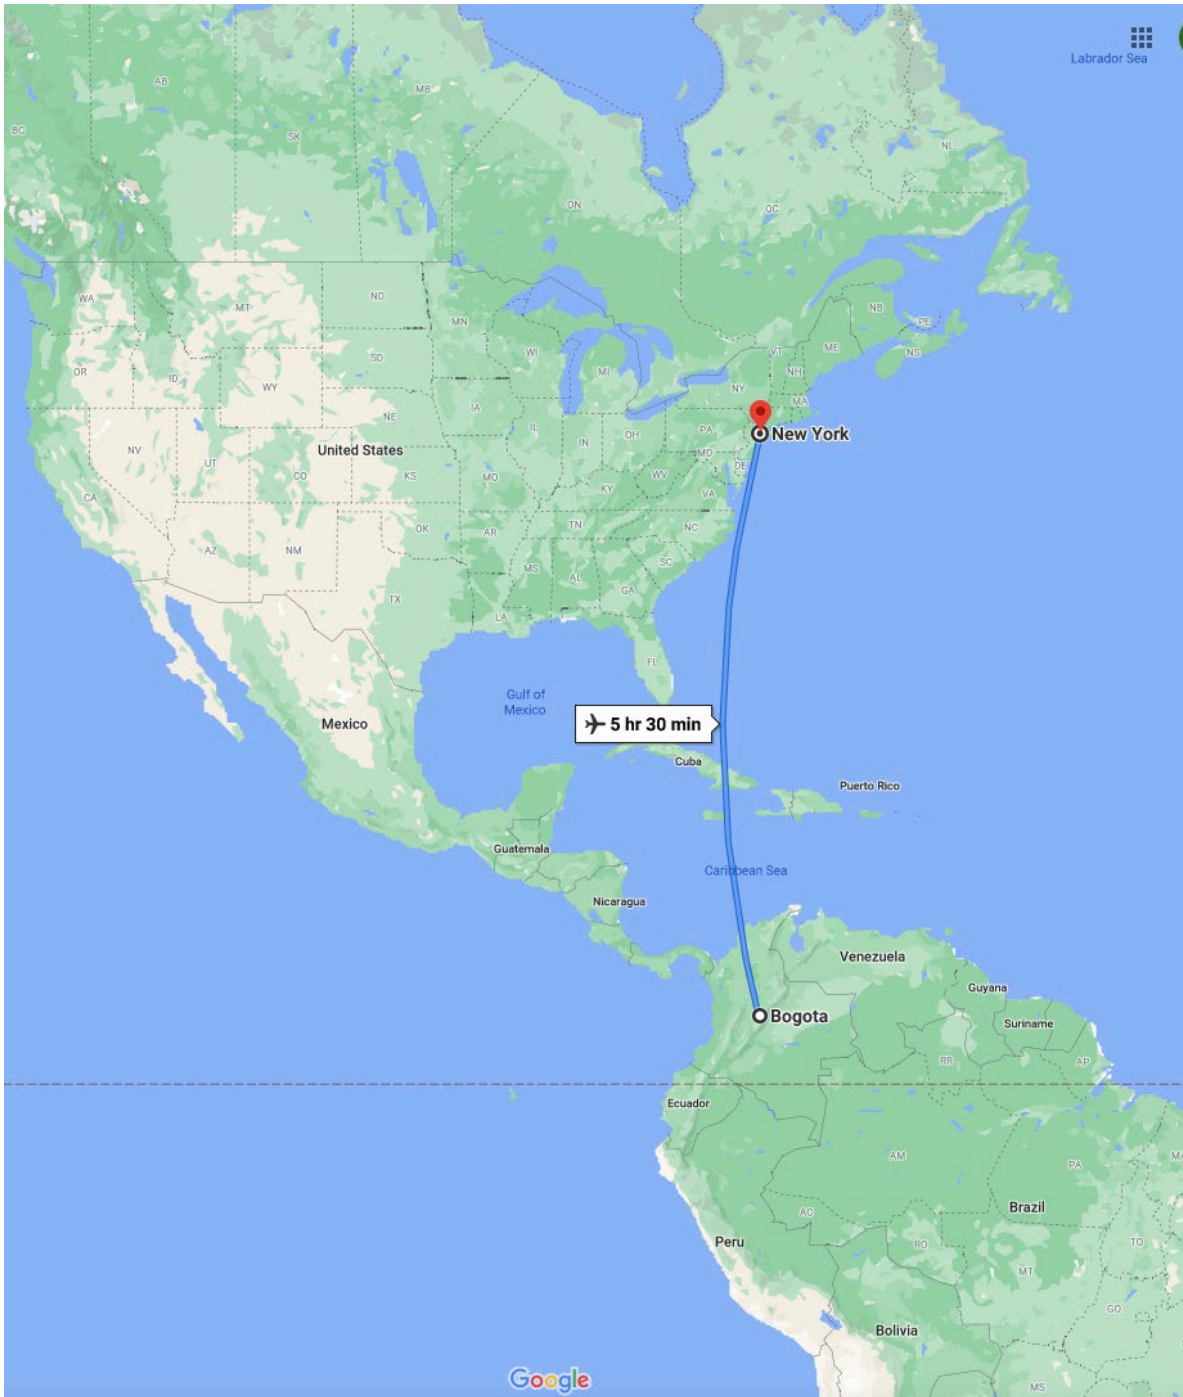 Labrador Sea
AB
MB
BC
SK
NL
ON
QC
WA
MT
ND
MN
NB
PE
OR
ID
SD
WI
VT
ME
NS
WY
MI
NY
NH
MA
NE
IA
NV
UT
United States
CO
IL
IN
OH
PA
New York
MD
DE
CA
KS
MO
WV
KY
VA
AZ
NM
OK
AR
TN
NC
MS
AL
GA
SC
TX
LA
FL
Gulf of
Mexico
Mexico
5 hr 30 min
Cuba
Puerto Rico
Guatemala
Caribbean Sea
Nicaragua
Venezuela
Guyana
Bogota
Suriname
RR
AP
Ecuador
AM
PA
MA
Brazil
AC
Peru
RO
TO
MT
GO
Bolivia
Google
MS